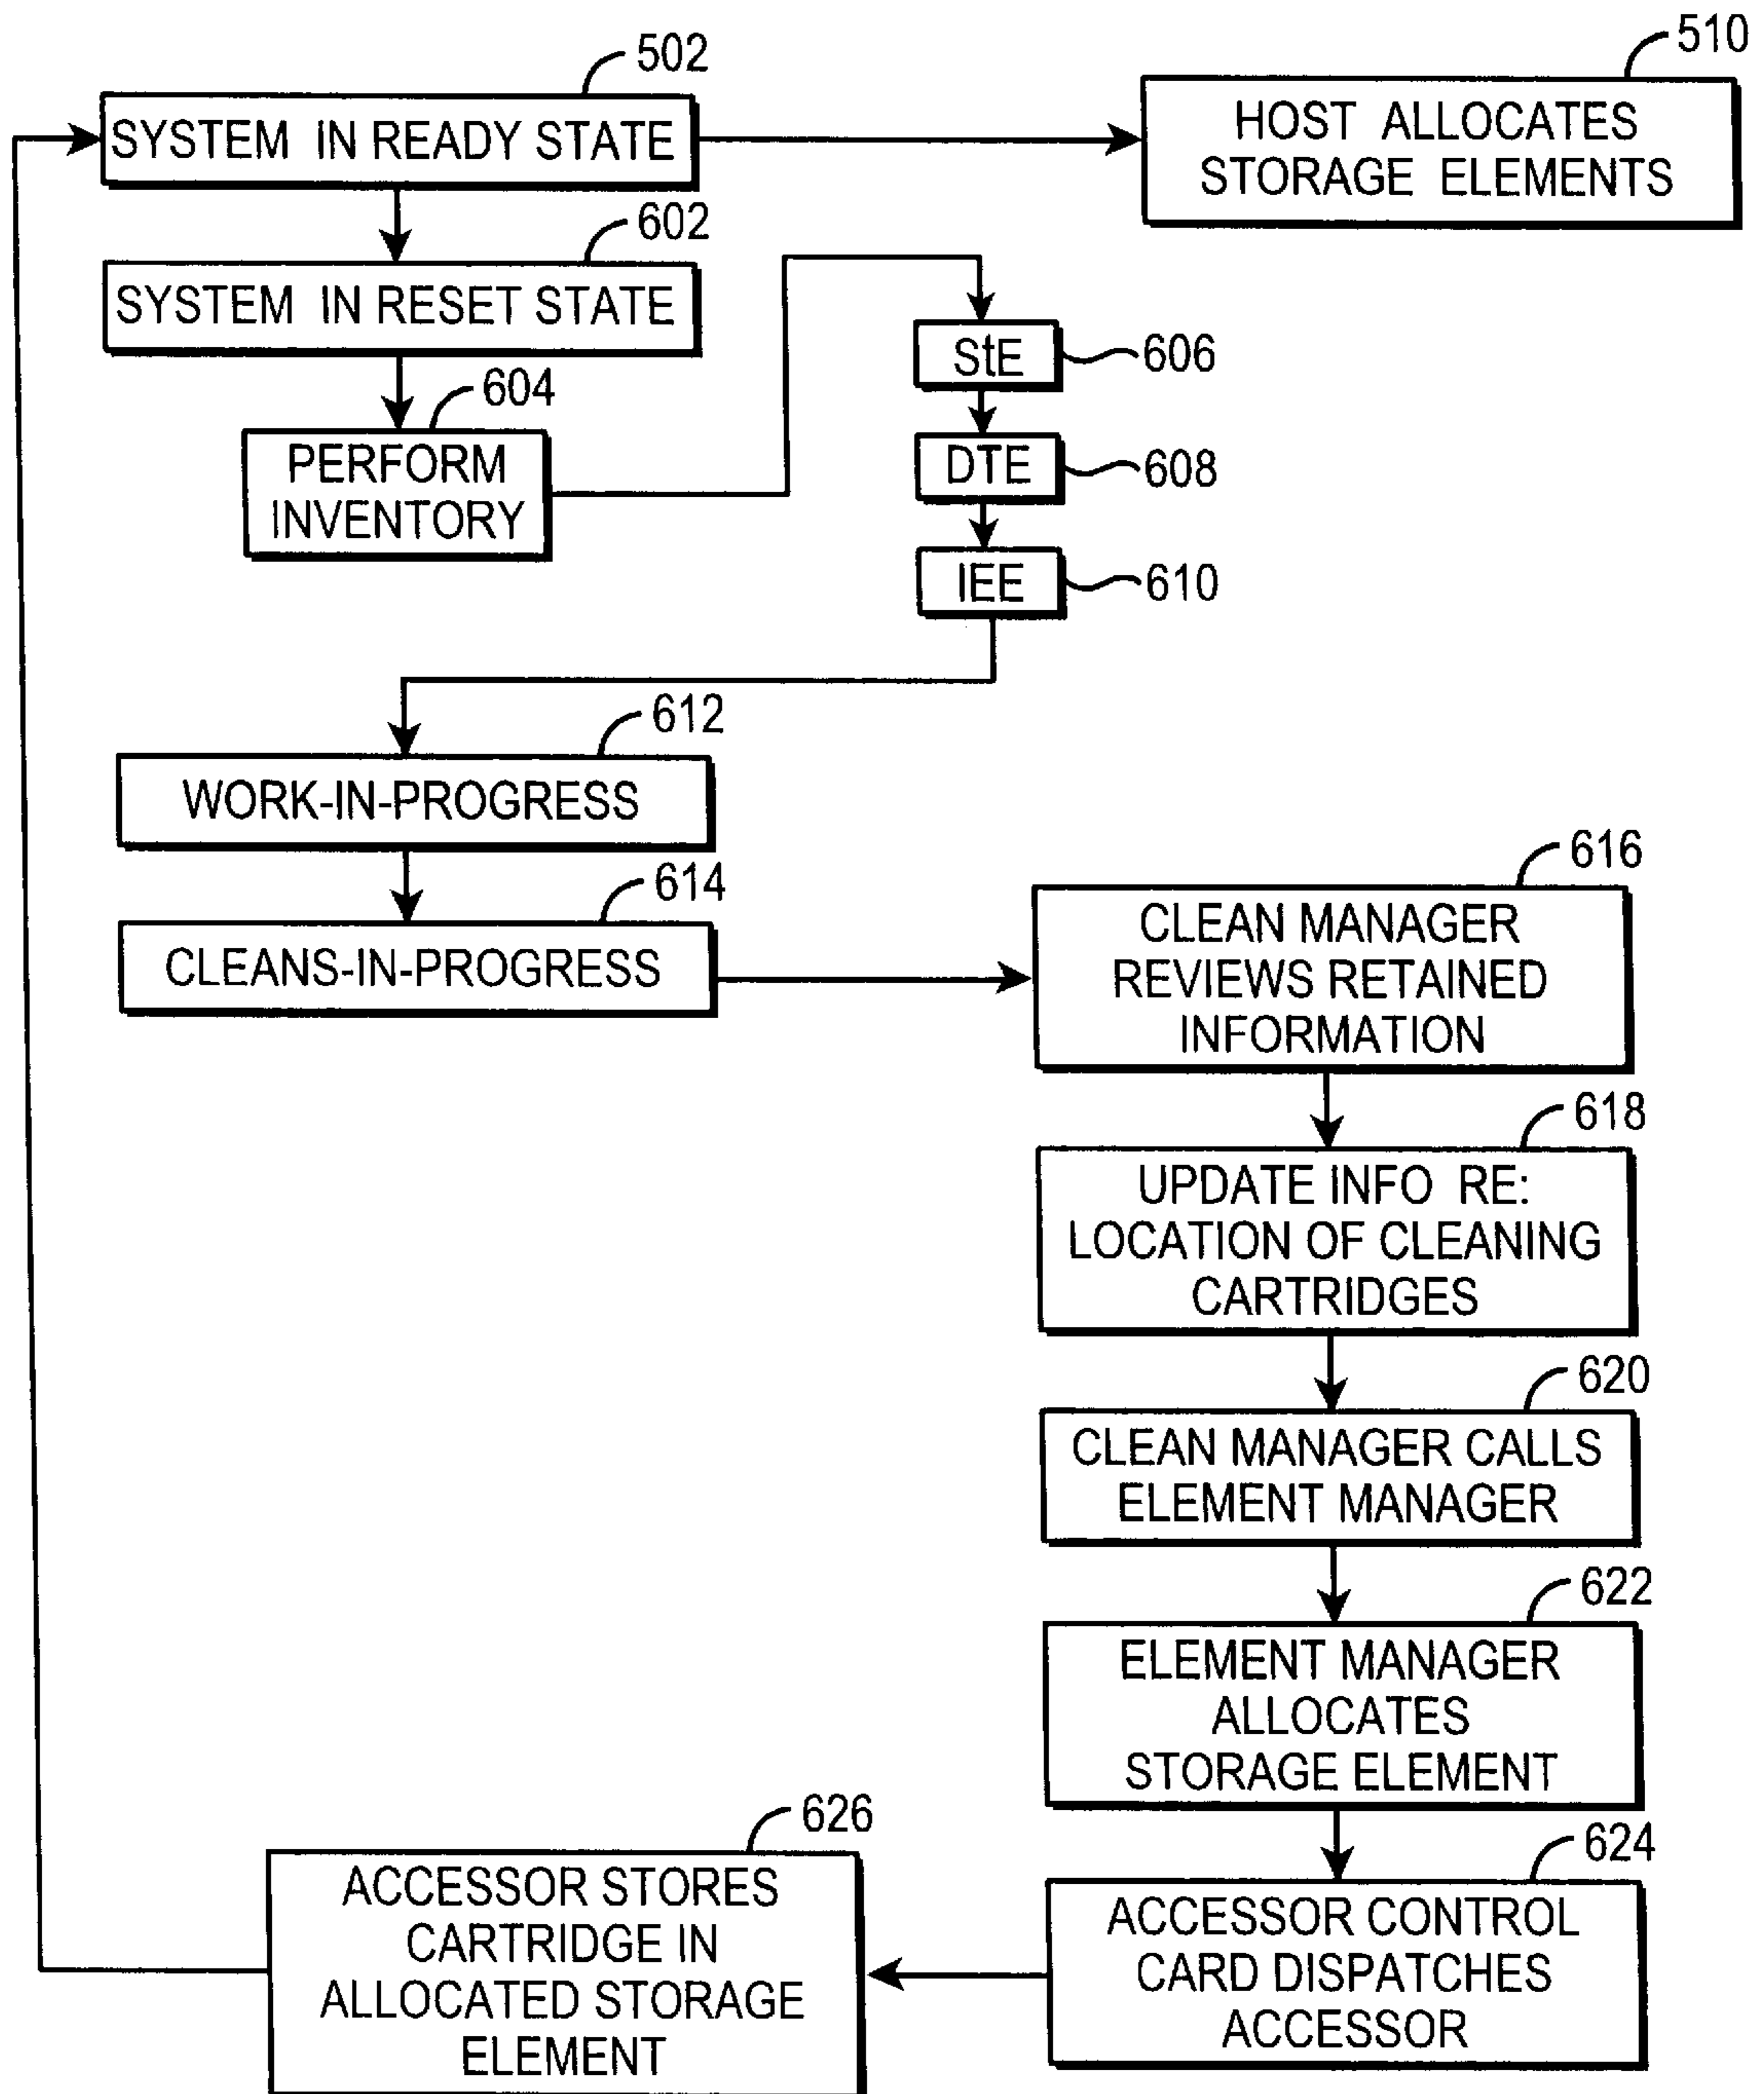 502
SYSTEM IN READY STATE
510
HOST ALLOCATES
STORAGE ELEMENTS
602
SYSTEM IN RESET STATE
604
PERFORM
INVENTORY
StE
606
DTE
608
IEE
610
612
WORK-IN-PROGRESS
614
CLEANS-IN-PROGRESS
616
CLEAN MANAGER
REVIEWS RETAINED
INFORMATION
618
UPDATE INFO RE:
LOCATION OF CLEANING
CARTRIDGES
620
CLEAN MANAGER CALLS
ELEMENT MANAGER
622
ELEMENT MANAGER
ALLOCATES
STORAGE ELEMENT
624
ACCESSOR CONTROL
CARD DISPATCHES
ACCESSOR
626
ACCESSOR STORES
CARTRIDGE IN
ALLOCATED STORAGE
ELEMENT